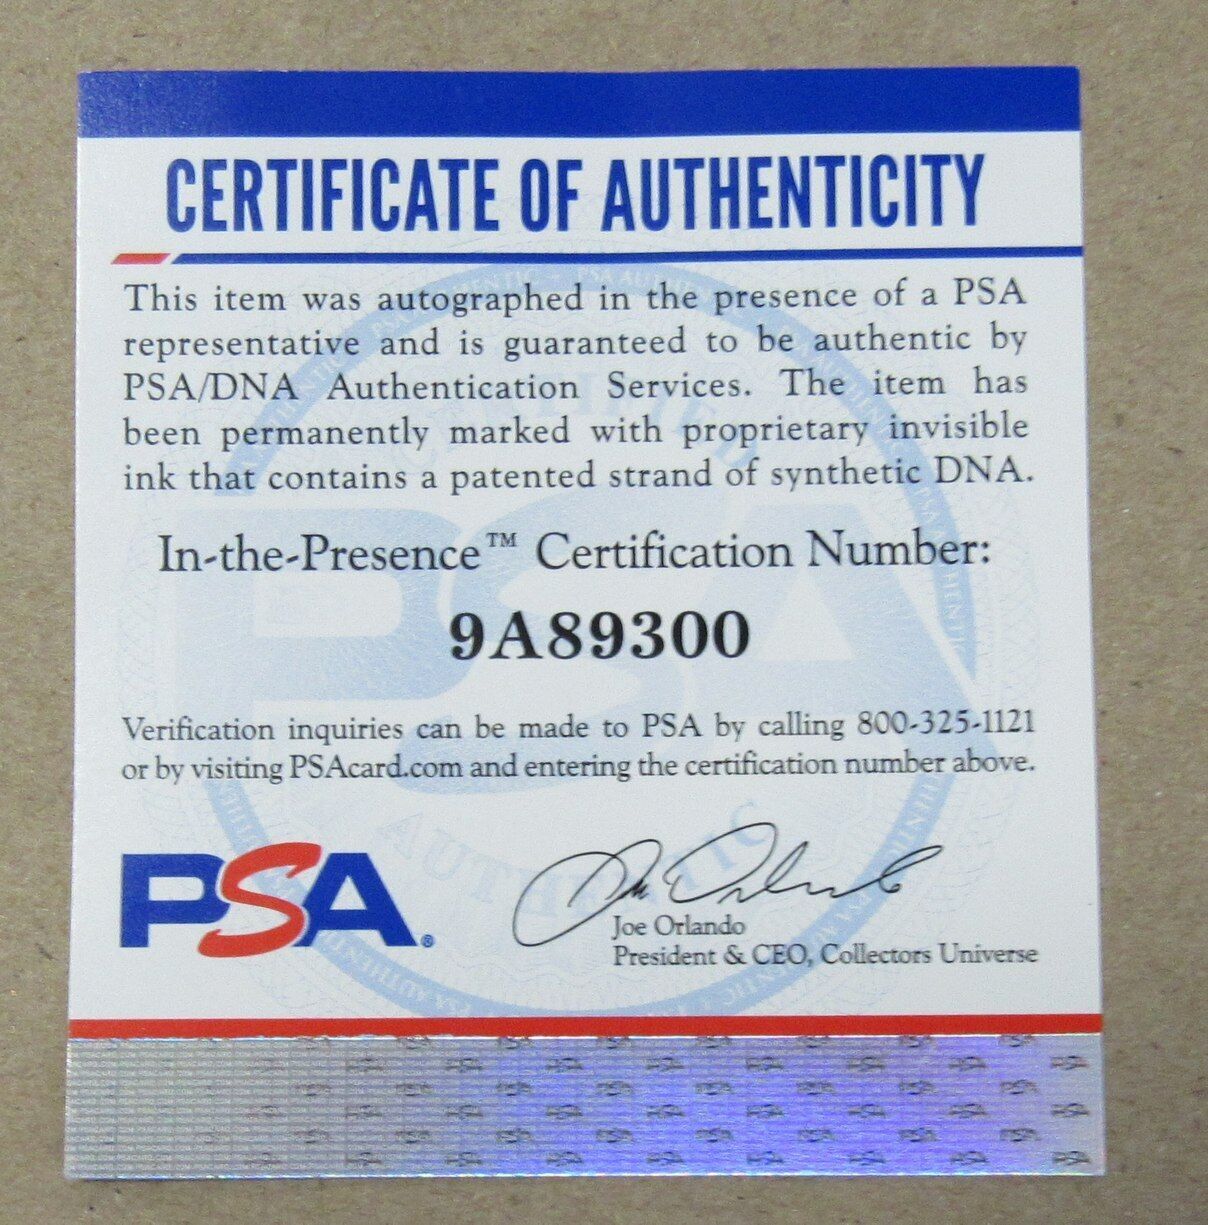 CERTIFICATE OF AUTHENTICITY
This item was autographed in the presence of a PSA
representative and is guaranteed to be authentic by
PSA/DNA Authentication Services. The item has
been permanently marked with proprietary invisible
ink that contains a patented strand of synthetic DNA.
In-the-Presence™ Certification Number:
9A89300
Verification inquiries can be made to PSA by calling 800-325-1121
or by visiting PSAcard.com and entering the certification number above.
PSA®
Joe Orlando
President & CEO, Collectors Universe